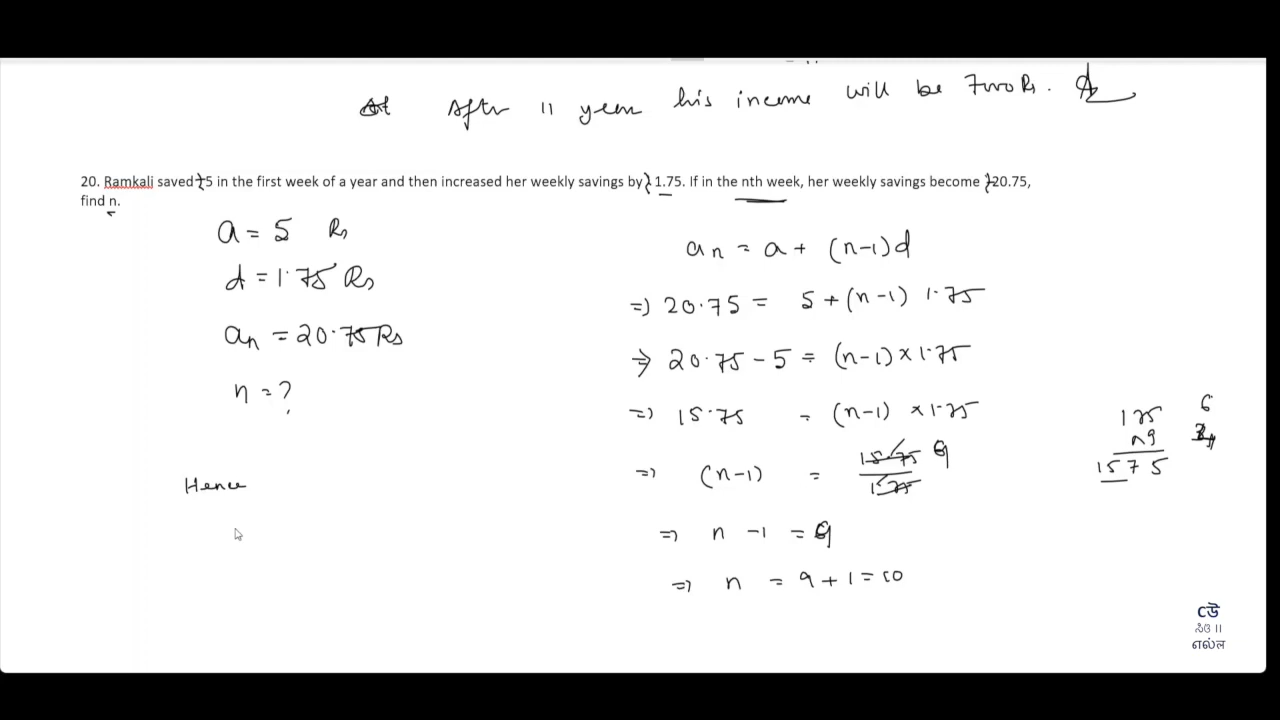 After 11 year his income will be 7000 Rs.
20. Ramkali saved ₹5 in the first week of a year and then increased her weekly savings by ₹ 1.75. If in the nth week, her weekly savings become ₹20.75,
find n.
a = 5 Rs
d = 1.75 Rs
an = 20.75 Rs
n = ?
Hence
an = a + (n-1)d
=) 20.75 = 5 + (n-1) 1.75
=> 20.75 - 5 = (n-1) × 1.75
=) 15.75 = (n-1) × 1.75
=) (n-1) = 15.75/1.75 9
=) n - 1 = 9
=) n = 9 + 1 = 10
175
×9
1575
6
Cউ
எல்ல